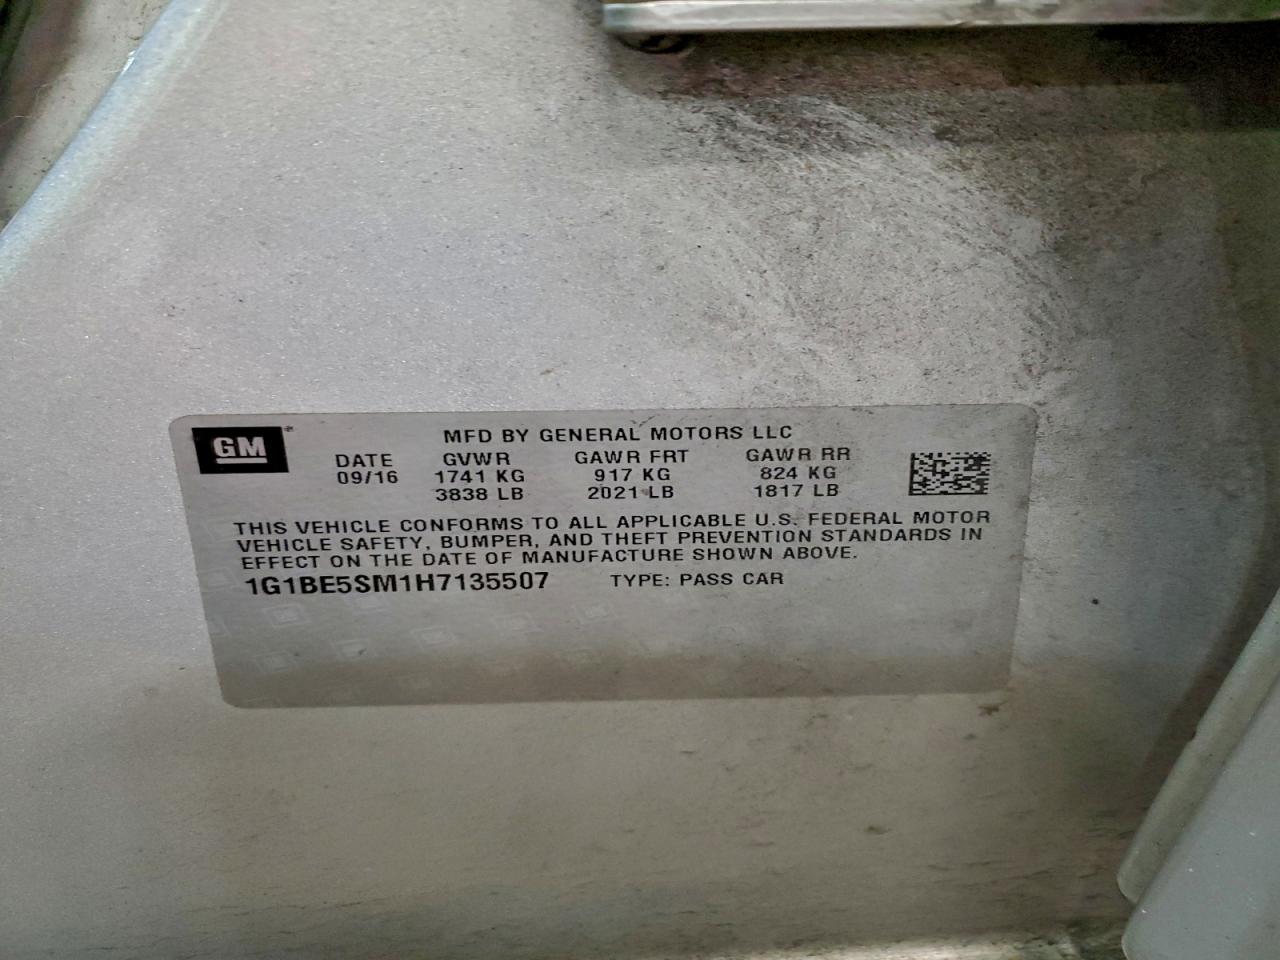 GM
MFD BY GENERAL MOTORS LLC
DATE GVWR GAWR FRT GAWR RR
09/16 1741 KG 917 KG 824 KG
3838 LB 2021 LB 1817 LB
THIS VEHICLE CONFORMS TO ALL APPLICABLE U.S. FEDERAL MOTOR
VEHICLE SAFETY, BUMPER, AND THEFT PREVENTION STANDARDS IN
EFFECT ON THE DATE OF MANUFACTURE SHOWN ABOVE.
1G1BE5SM1H7135507 TYPE: PASS CAR